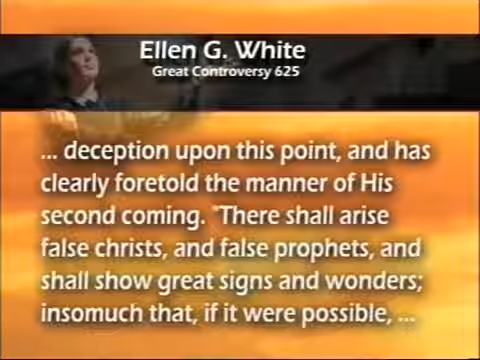 Ellen G. White
Great Controversy 625
... deception upon this point, and has
clearly foretold the manner of His
second coming. "There shall arise
false christs, and false prophets, and
shall show great signs and wonders;
insomuch that, if it were possible, ...